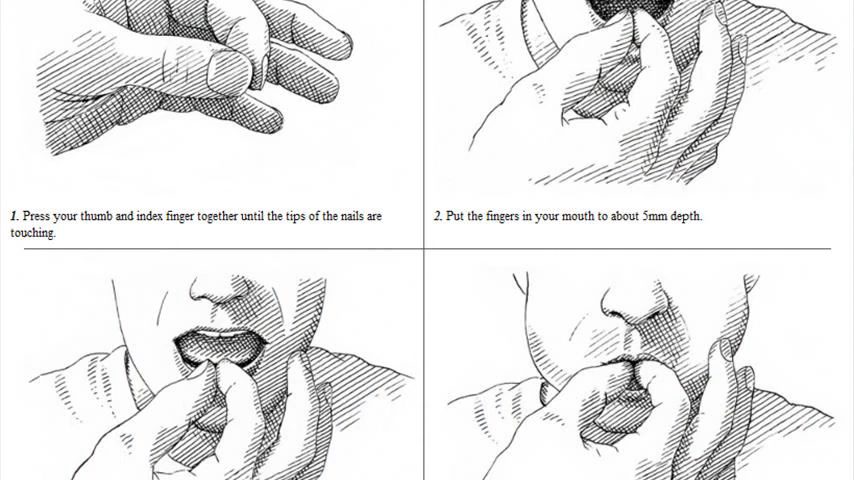 1. Press your thumb and index finger together until the tips of the nails are
touching.
2. Put the fingers in your mouth to about 5mm depth.